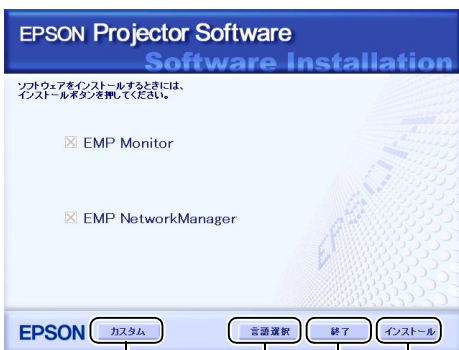 EPSON Projector Software
Software Installation
ソフトウェアをインストールするときには、
インストールボタンを押してください。
EMP Monitor
EMP NetworkManager
EPSON
EPSON カスタム 言語選択 終了 インストール